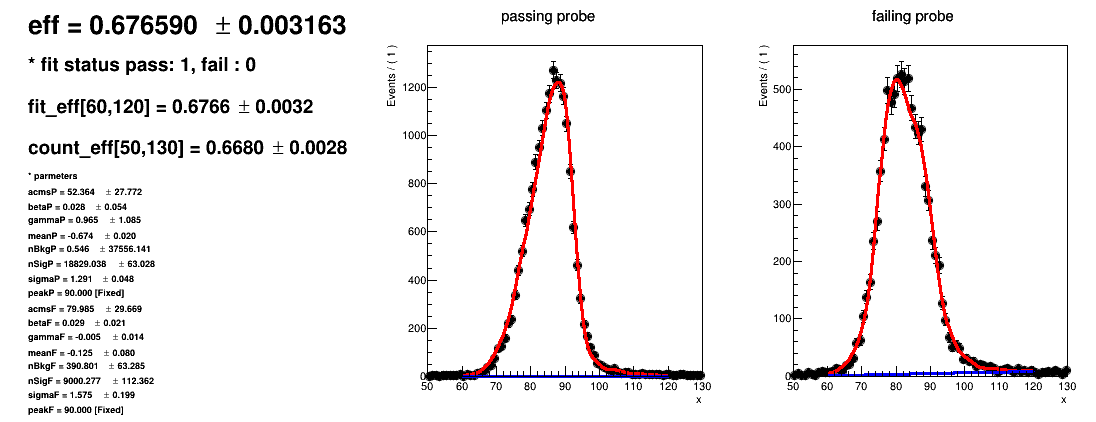 eff = 0.676590 ± 0.003163
* fit status pass: 1, fail : 0
fit_eff[60,120] = 0.6766 ± 0.0032
count_eff[50,130] = 0.6680 ± 0.0028
* parmeters
acmsP = 52.364 ± 27.772
betaP = 0.028 ± 0.054
gammaP = 0.965 ± 1.085
meanP = -0.674 ± 0.020
nBkgP = 0.546 ± 37556.141
nSigP = 18829.038 ± 63.028
sigmaP = 1.291 ± 0.048
peakP = 90.000 [Fixed]
acmsF = 79.985 ± 29.669
betaF = 0.029 ± 0.021
gammaF = -0.005 ± 0.014
meanF = -0.125 ± 0.080
nBkgF = 390.801 ± 63.285
nSigF = 9000.277 ± 112.362
sigmaF = 1.575 ± 0.199
peakF = 90.000 [Fixed]
passing probe
Events / ( 1 )
1200
1000
800
600
400
200
0
50 60 70 80 90 100 110 120 130
x
failing probe
Events / ( 1 )
500
400
300
200
100
0
50 60 70 80 90 100 110 120 130
x